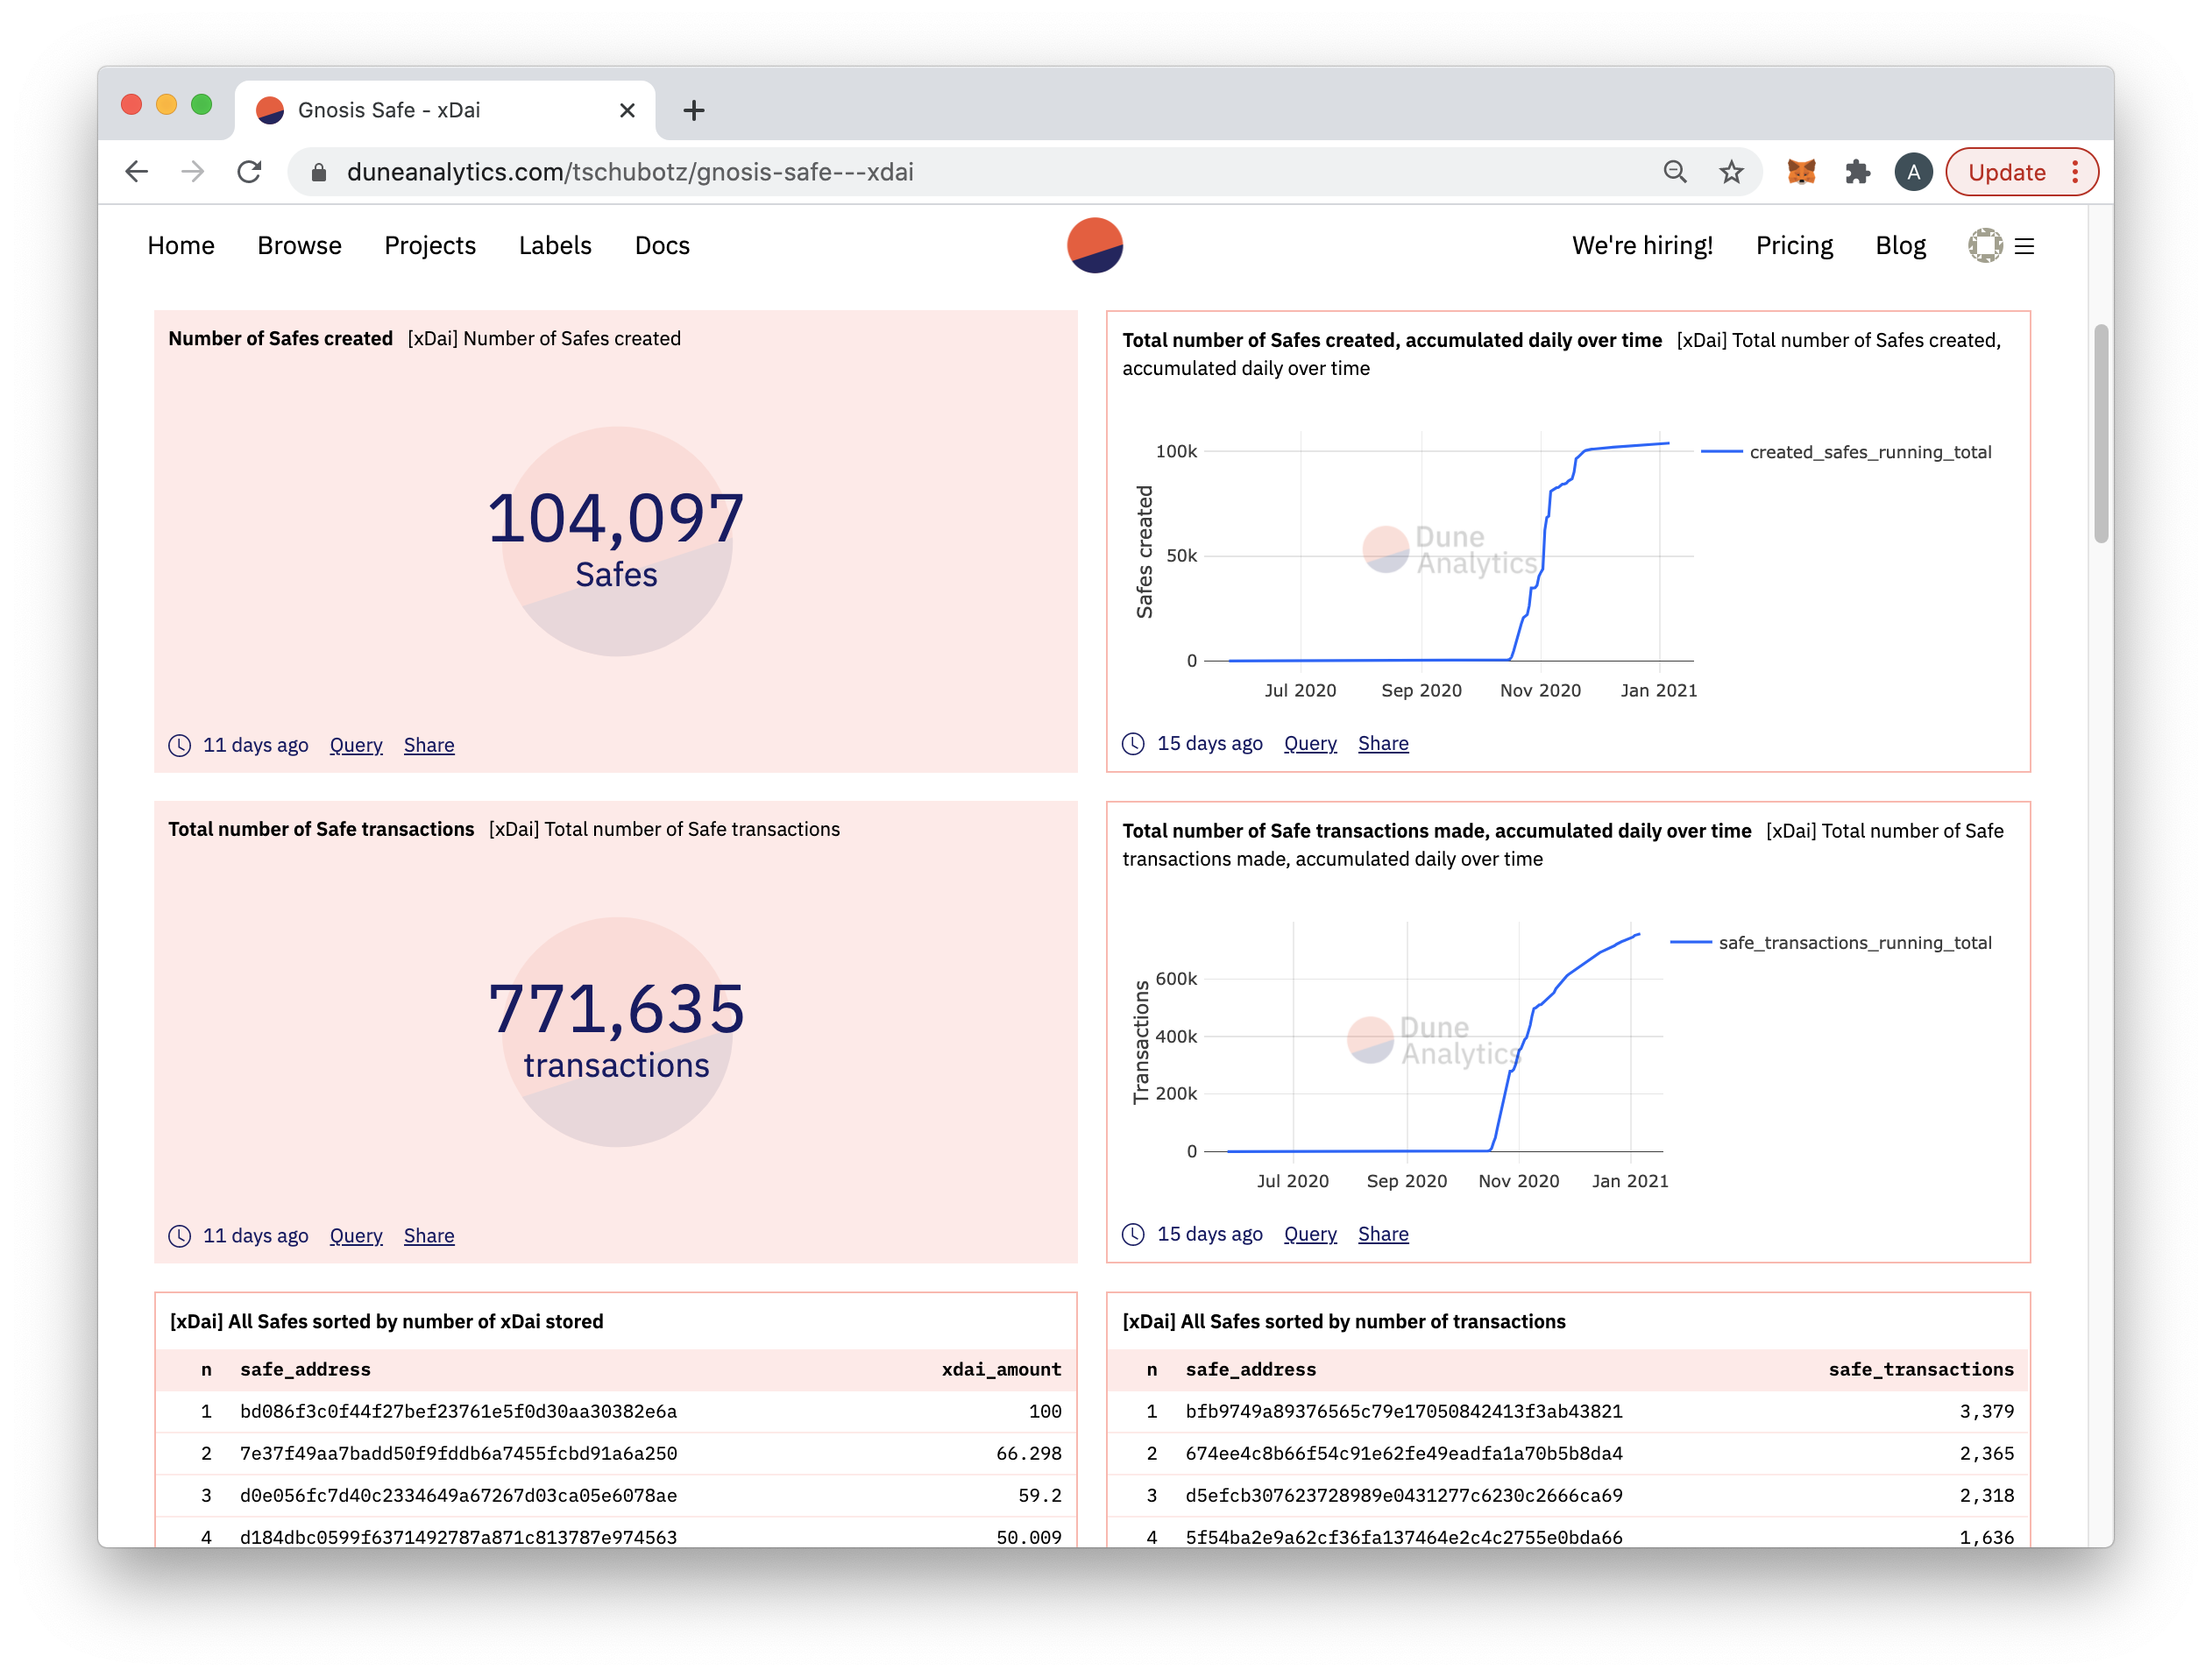 Gnosis Safe - xDai
duneanalytics.com/tschubotz/gnosis-safe---xdai
A
Update
Home Browse Projects Labels Docs
We're hiring! Pricing Blog
Number of Safes created [xDai] Number of Safes created
104,097
Safes
11 days ago Query Share
Total number of Safes created, accumulated daily over time [xDai] Total number of Safes created,
accumulated daily over time
Safes created
100k
50k
0
Dune
Analytics
Jul 2020 Sep 2020 Nov 2020 Jan 2021
created_safes_running_total
15 days ago Query Share
Total number of Safe transactions [xDai] Total number of Safe transactions
771,635
transactions
11 days ago Query Share
Total number of Safe transactions made, accumulated daily over time [xDai] Total number of Safe
transactions made, accumulated daily over time
Transactions
600k
400k
200k
0
Dune
Analytics
Jul 2020 Sep 2020 Nov 2020 Jan 2021
safe_transactions_running_total
15 days ago Query Share
[xDai] All Safes sorted by number of xDai stored
n safe_address xdai_amount
1 bd086f3c0f44f27bef23761e5f0d30aa30382e6a 100
2 7e37f49aa7badd50f9fddb6a7455fcbd91a6a250 66.298
3 d0e056fc7d40c2334649a67267d03ca05e6078ae 59.2
4 d184dbc0599f6371492787a871c813787e974563 50.009
[xDai] All Safes sorted by number of transactions
n safe_address safe_transactions
1 bfb9749a89376565c79e17050842413f3ab43821 3,379
2 674ee4c8b66f54c91e62fe49eadfa1a70b5b8da4 2,365
3 d5efcb307623728989e0431277c6230c2666ca69 2,318
4 5f54ba2e9a62cf36fa137464e2c4c2755e0bda66 1,636